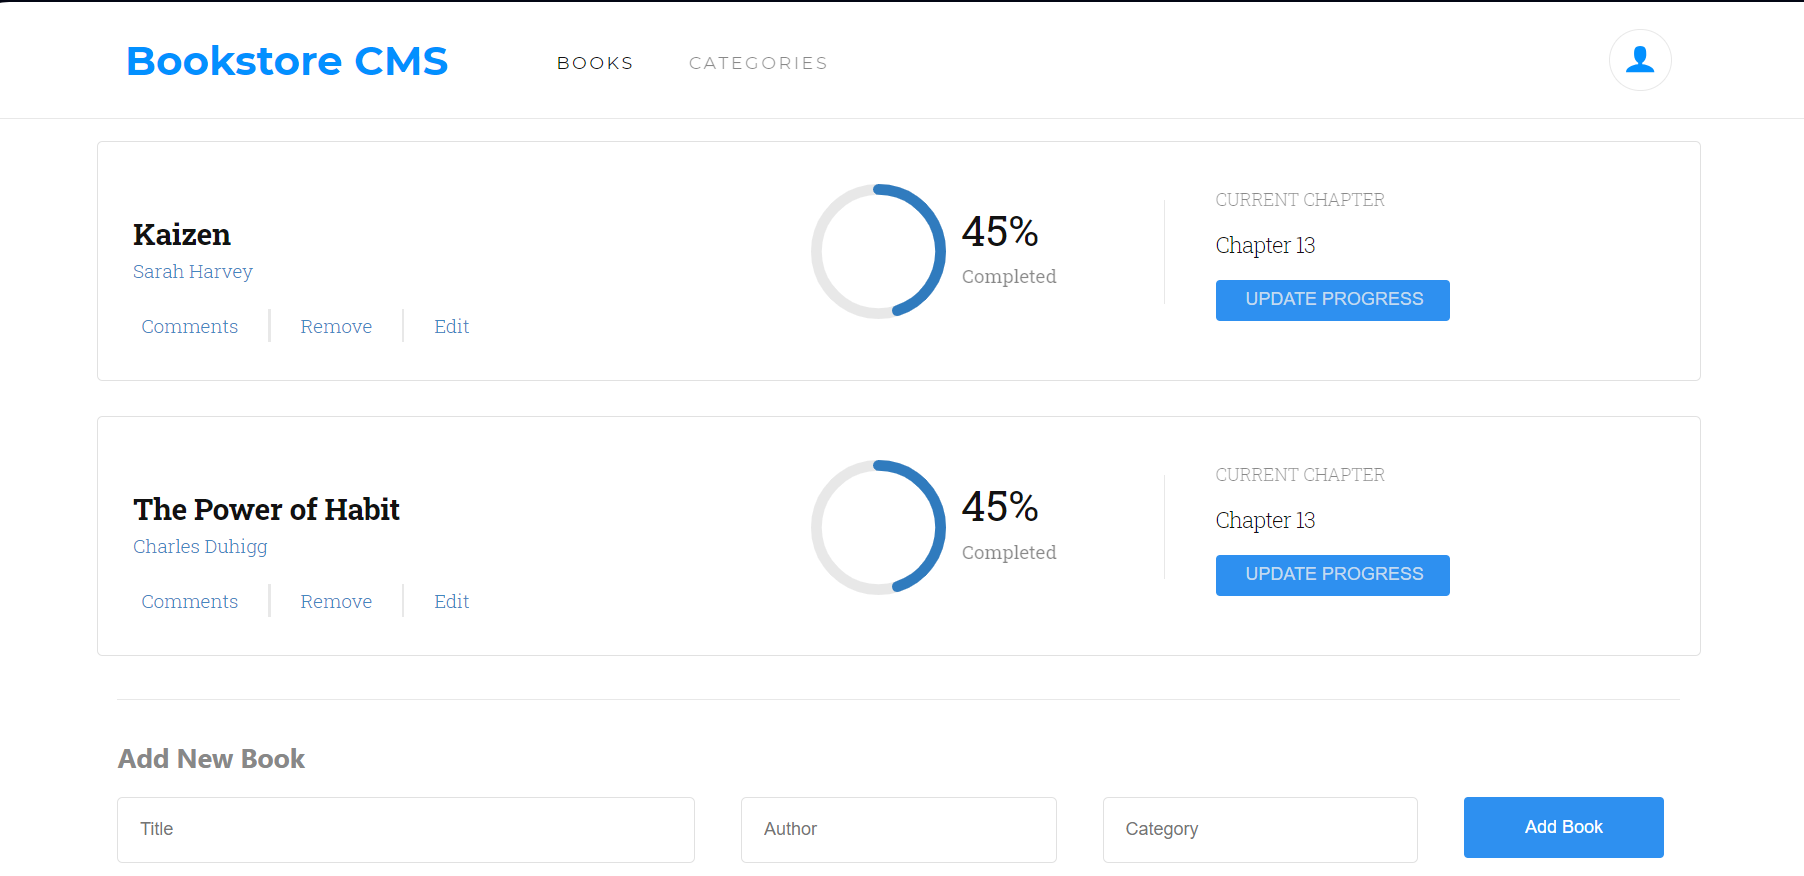 Bookstore CMS
BOOKS
CATEGORIES
Kaizen
Sarah Harvey
Comments
Remove
Edit
45%
Completed
CURRENT CHAPTER
Chapter 13
UPDATE PROGRESS
The Power of Habit
Charles Duhigg
Comments
Remove
Edit
45%
Completed
CURRENT CHAPTER
Chapter 13
UPDATE PROGRESS
Add New Book
Title
Author
Category
Add Book